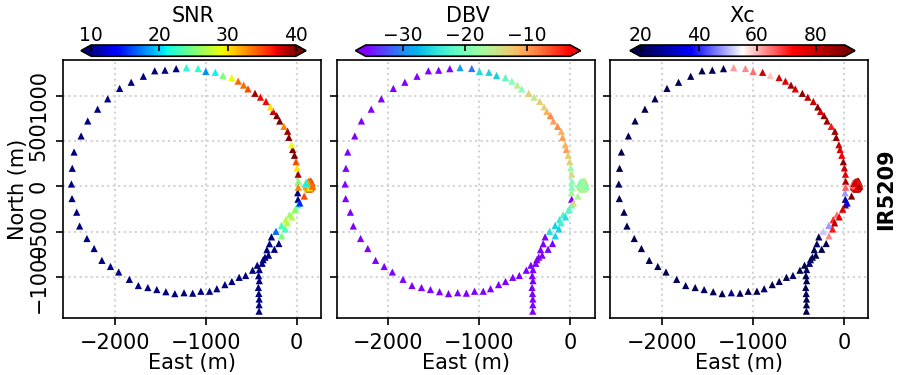 SNR DBV Xc
10 20 30 40 −30 −20 −10 20 40 60 80
North (m)
1000
500
0
−500
−1000
−2000 −1000 0 −2000 −1000 0 −2000 −1000 0
East (m) East (m) East (m)
IR5209